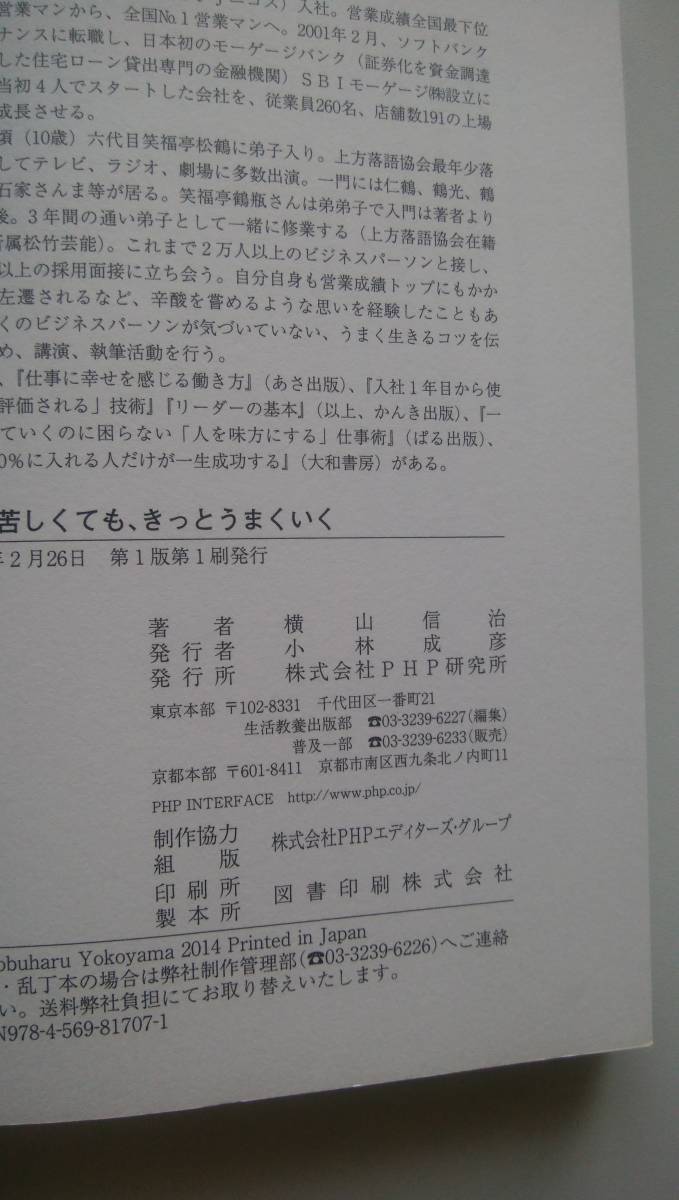 ーコス）入社。営業成績全国最下位
営業マンから、全国№1営業マンへ。2001年2月、ソフトバンク
ナンスに転職し、日本初のモーゲージバンク（証券化を資金調達
した住宅ローン貸出専門の金融機関）ＳＢＩモーゲージ㈱設立に
当初4人でスタートした会社を、従業員260名、店舗数191の上場
成長させる。
頃（10歳）六代目笑福亭松鶴に弟子入り。上方落語協会最年少落
してテレビ、ラジオ、劇場に多数出演。一門には仁鶴、鶴光、鶴
石家さんま等が居る。笑福亭鶴瓶さんは弟弟子で入門は著者より
後。3年間の通い弟子として一緒に修業する（上方落語協会在籍
所属松竹芸能）。これまで2万人以上のビジネスパーソンと接し、
以上の採用面接に立ち会う。自分自身も営業成績トップにもかか
左遷されるなど、辛酸を嘗めるような思いを経験したこともあ
くのビジネスパーソンが気づいていない、うまく生きるコツを伝
め、講演、執筆活動を行う。
、『仕事に幸せを感じる働き方』（あさ出版）、『入社1年目から使
評価される」技術』『リーダーの基本』（以上、かんき出版）、『一
ていくのに困らない「人を味方にする」仕事術』（ぱる出版）、
0％に入れる人だけが一生成功する』（大和書房）がある。
苦しくても、きっとうまくいく
年2月26日　第1版第1刷発行
著者　横山信治
発行者　小林成彦
発行所　株式会社ＰＨＰ研究所
東京本部 〒102-8331　千代田区一番町21
生活教養出版部 ☎03-3239-6227（編集）
普及一部 ☎03-3239-6233（販売）
京都本部 〒601-8411　京都市南区西九条北ノ内町11
PHP INTERFACE　http://www.php.co.jp/
制作協力
組版　株式会社PHPエディターズ・グループ
印刷所
製本所　図書印刷株式会社
obuharu Yokoyama 2014 Printed in Japan
・乱丁本の場合は弊社制作管理部（☎03-3239-6226）へご連絡
い。送料弊社負担にてお取り替えいたします。
N978-4-569-81707-1